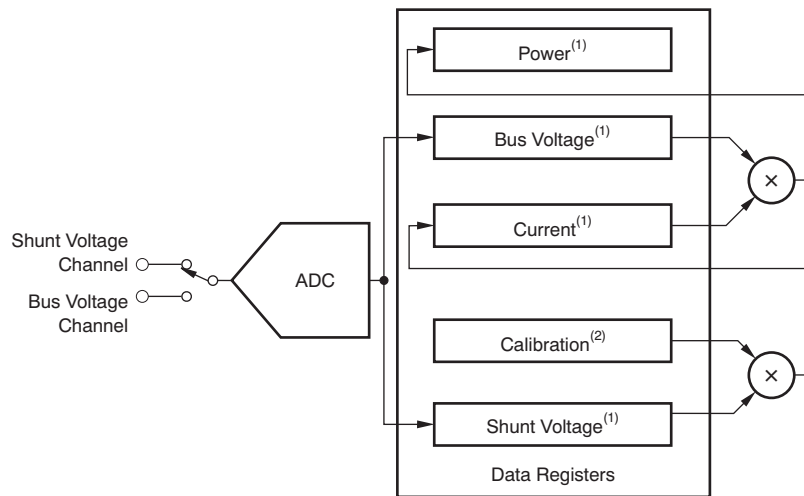 Power(1)
Bus Voltage(1)
×
Current(1)
Shunt Voltage
Channel
ADC
Bus Voltage
Channel
Calibration(2)
×
Shunt Voltage(1)
Data Registers